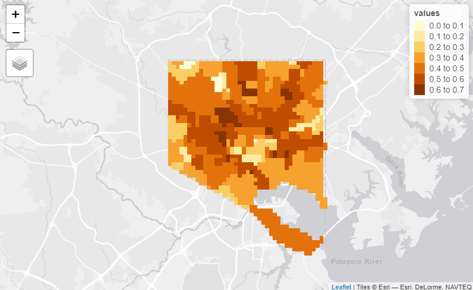 +
−
values
0.0 to 0.1
0.1 to 0.2
0.2 to 0.3
0.3 to 0.4
0.4 to 0.5
0.5 to 0.6
0.6 to 0.7
Patapsco River
Leaflet | Tiles © Esri — Esri, DeLorme, NAVTEQ